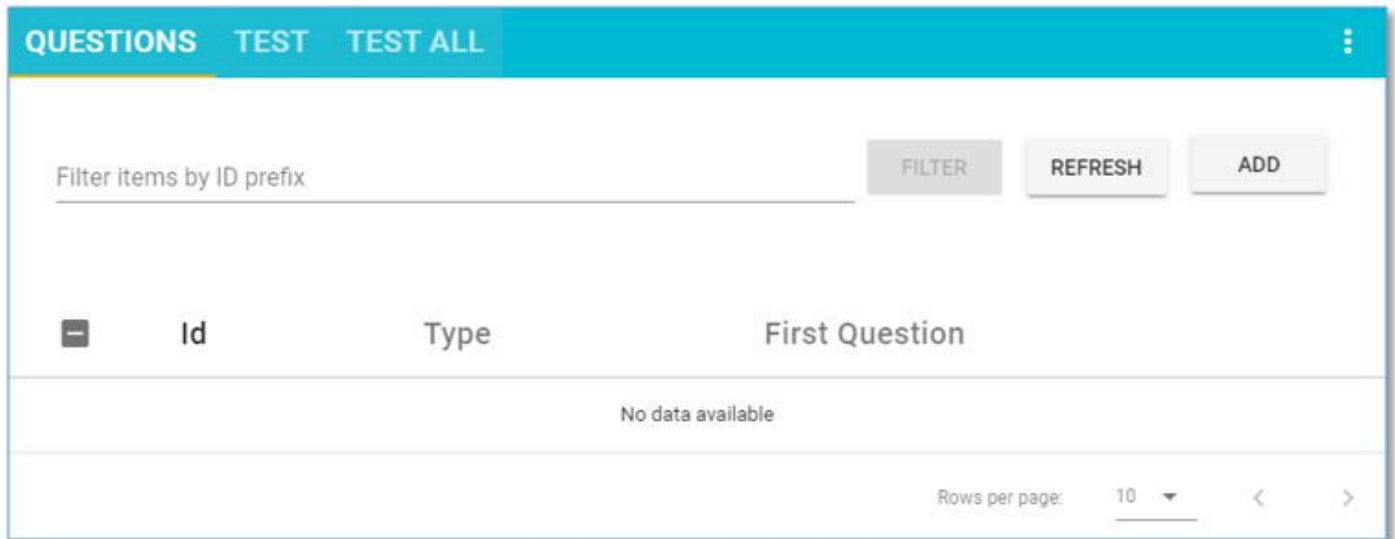 QUESTIONS TEST TEST ALL
Filter items by ID prefix FILTER REFRESH ADD
Id Type First Question
No data available
Rows per page: 10